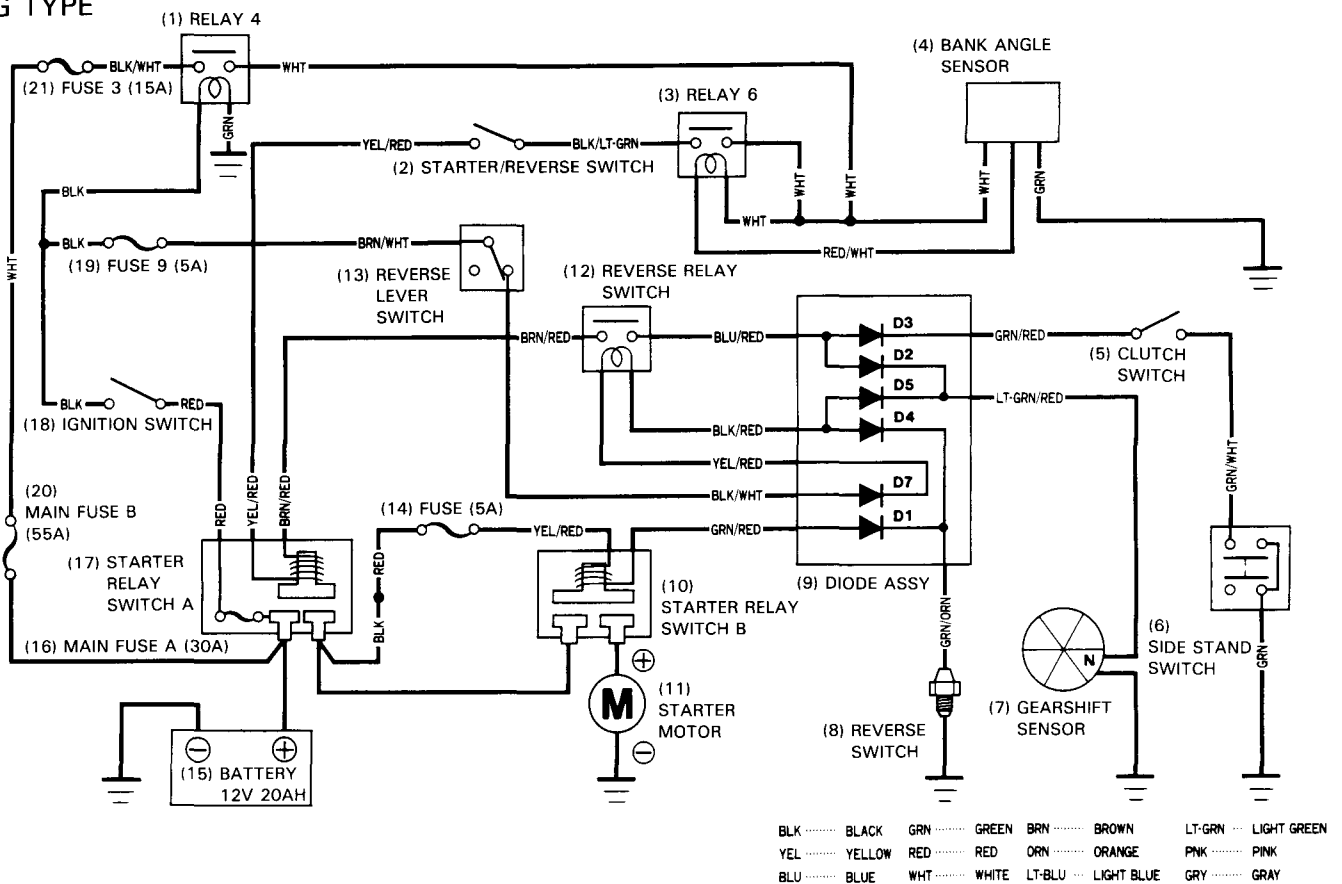 G TYPE
(1) RELAY 4
BLK/WHT
WHT
(21) FUSE 3 (15A)
GRN
(4) BANK ANGLE
SENSOR
(3) RELAY 6
YEL/RED
BLK/LT-GRN
(2) STARTER/REVERSE SWITCH
WHT
WHT
WHT
GRN
BLK
WHT
RED/WHT
BLK
BRN/WHT
(19) FUSE 9 (5A)
WHT
(13) REVERSE
LEVER
SWITCH
(12) REVERSE RELAY
SWITCH
BRN/RED
BLU/RED
D3
GRN/RED
D2
(5) CLUTCH
SWITCH
D5
LT-GRN/RED
BLK
RED
(18) IGNITION SWITCH
D4
BLK/RED
YEL/RED
GRN/WHT
BLK/WHT
D7
(20)
MAIN FUSE B
(55A)
RED
YEL/RED
BRN/RED
(14) FUSE (5A)
YEL/RED
GRN/RED
D1
(17) STARTER
RELAY
SWITCH A
RED
(9) DIODE ASSY
(10)
STARTER RELAY
SWITCH B
BLK
GRN/ORN
(16) MAIN FUSE A (30A)
(6)
SIDE STAND
SWITCH
GRN
N
(11)
STARTER
MOTOR
M
(7) GEARSHIFT
SENSOR
(8) REVERSE
SWITCH
(15) BATTERY
12V 20AH
BLK ········ BLACK GRN ········ GREEN BRN ········ BROWN LT-GRN ··· LIGHT GREEN
YEL ········ YELLOW RED ········ RED ORN ········ ORANGE PNK ········ PINK
BLU ········ BLUE WHT ········ WHITE LT-BLU ··· LIGHT BLUE GRY ········ GRAY